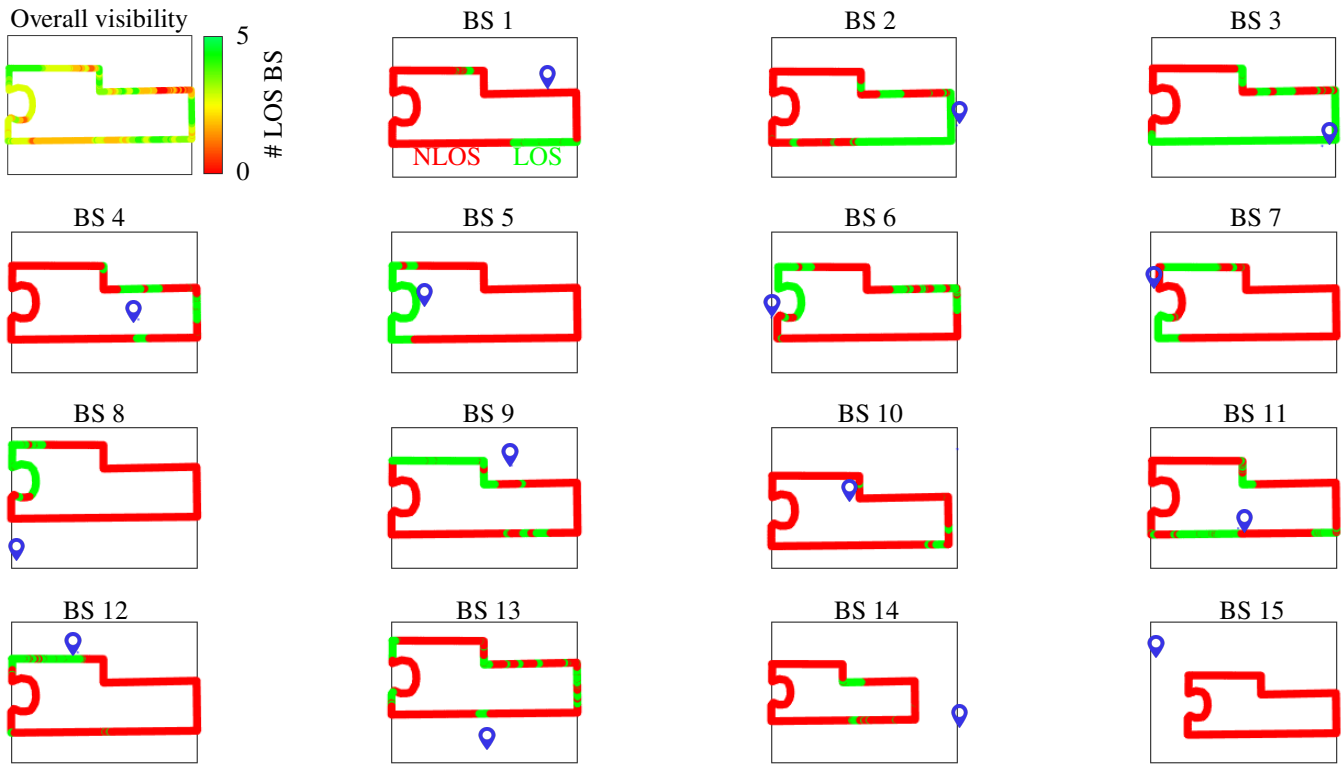 Overall visibility
5
# LOS BS
0
BS 1
NLOS
LOS
BS 2
BS 3
BS 4
BS 5
BS 6
BS 7
BS 8
BS 9
BS 10
BS 11
BS 12
BS 13
BS 14
BS 15